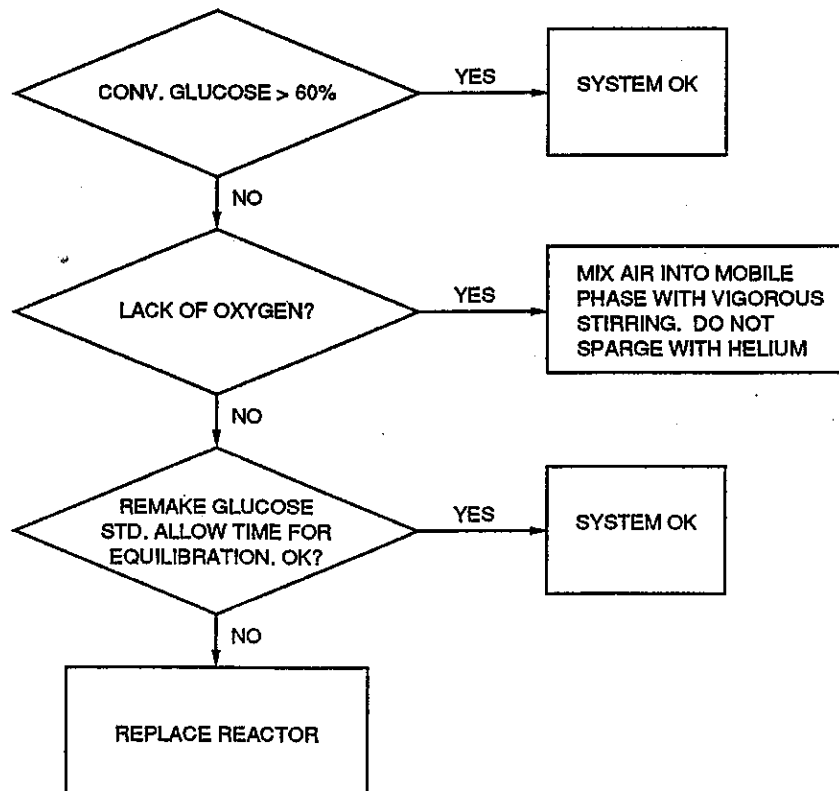 CONV. GLUCOSE > 60%
YES
SYSTEM OK
NO
LACK OF OXYGEN?
YES
MIX AIR INTO MOBILE
PHASE WITH VIGOROUS
STIRRING. DO NOT
SPARGE WITH HELIUM
NO
REMAKE GLUCOSE
STD. ALLOW TIME FOR
EQUILIBRATION. OK?
YES
SYSTEM OK
NO
REPLACE REACTOR